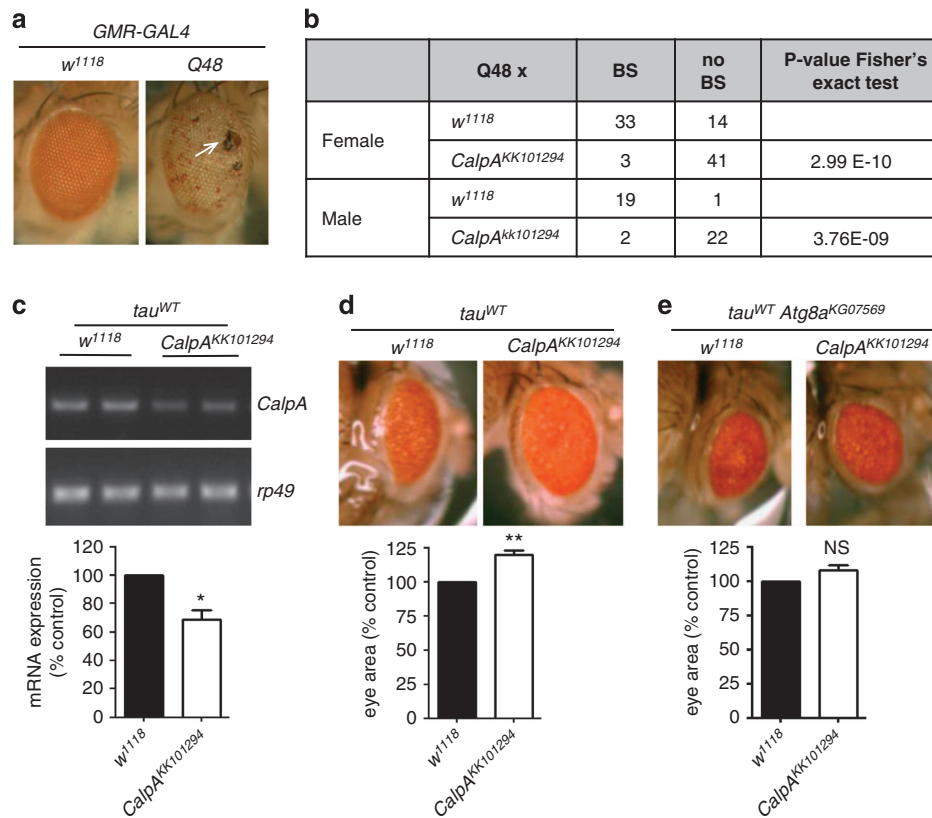 a
GMR-GAL4
w1118 Q48
b
Q48 x BS no BS P-value Fisher's exact test
Female w1118 33 14
CalpAKK101294 3 41 2.99 E-10
Male w1118 19 1
CalpAkk101294 2 22 3.76E-09
c
tauWT
w1118 CalpAKK101294
CalpA
rp49
mRNA expression
(% control)
120
100
80
60
40
20
0
*
w1118
CalpAKK101294
d
tauWT
w1118 CalpAKK101294
eye area (% control)
125
100
75
50
25
0
**
w1118
CalpAKK101294
e
tauWT Atg8aKG07569
w1118 CalpAKK101294
eye area (% control)
125
100
75
50
25
0
NS
w1118
CalpAKK101294